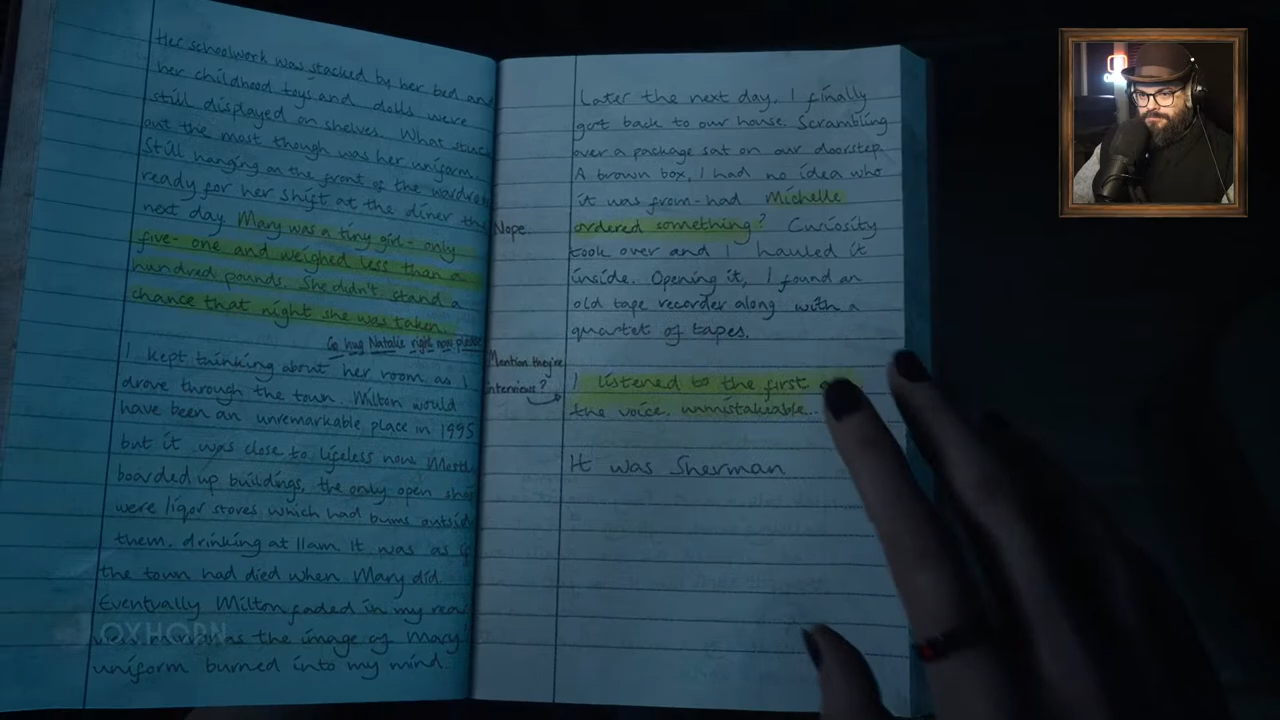 Her schoolwork was stacked by her bed and
her childhood toys and dolls were
still displayed on shelves. What stuck
out the most though was her uniform.
Still hanging on the front of the wardrobe
ready for her shift at the diner the
next day. Mary was a tiny girl- only
five- one and weighed less than a
hundred pounds. She didn't stand a
chance that night she was taken.
Go hug Natalie right now please
I kept thinking about her room as I
drove through the town. Milton would
have been an unremarkable place in 1995
but it was close to lifeless now. Mostly
boarded up buildings, the only open shops
were liqor stores which had bums outside
them, drinking at 11am. It was as if
the town had died when Mary did.
Eventually Milton faded in my rear
view mirror as the image of Mary's
uniform burned into my mind.
OXHORN
Nope.
Mention they're
interviews?
Later the next day, I finally
got back to our house. Scrambling
over a package sat on our doorstep.
A brown box, I had no idea who
it was from- had Michelle
ordered something? Curiosity
took over and I hauled it
inside. Opening it, I found an
old tape recorder along with a
quartet of tapes.
I listened to the first
the voice, unmistakeable...
It was Sherman